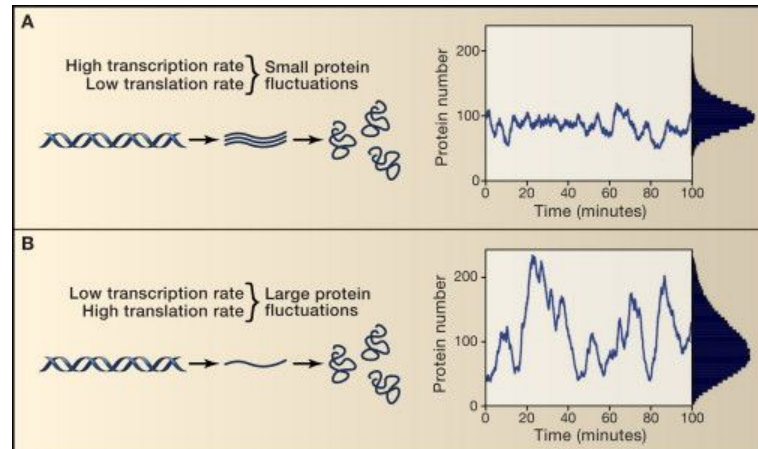 A
High transcription rate
Low translation rate
Small protein
fluctuations
Protein number
200
100
0
0 20 40 60 80 100
Time (minutes)
B
Low transcription rate
High translation rate
Large protein
fluctuations
Protein number
200
100
0
0 20 40 60 80 100
Time (minutes)